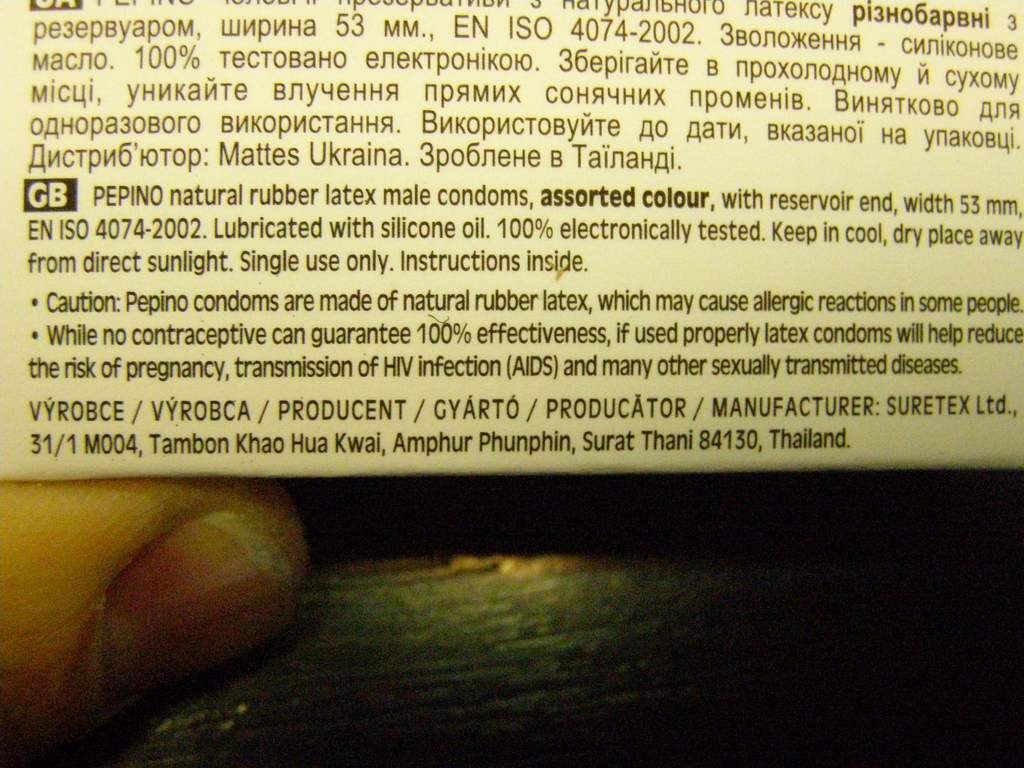 UA PEPINO чоловічі презервативи з натурального латексу різнобарвні з
резервуаром, ширина 53 мм., EN ISO 4074-2002. Зволоження - силіконове
масло. 100% тестовано електронікою. Зберігайте в прохолодному й сухому
місці, уникайте влучення прямих сонячних променів. Винятково для
одноразового використання. Використовуйте до дати, вказаної на упаковці.
Дистриб'ютор: Mattes Ukraina. Зроблене в Таїланді.
GB PEPINO natural rubber latex male condoms, assorted colour, with reservoir end, width 53 mm,
EN ISO 4074-2002. Lubricated with silicone oil. 100% electronically tested. Keep in cool, dry place away
from direct sunlight. Single use only. Instructions inside.
• Caution: Pepino condoms are made of natural rubber latex, which may cause allergic reactions in some people.
• While no contraceptive can guarantee 100% effectiveness, if used properly latex condoms will help reduce
the risk of pregnancy, transmission of HIV infection (AIDS) and many other sexually transmitted diseases.
VÝROBCE / VÝROBCA / PRODUCENT / GYÁRTÓ / PRODUCĂTOR / MANUFACTURER: SURETEX Ltd.,
31/1 M004, Tambon Khao Hua Kwai, Amphur Phunphin, Surat Thani 84130, Thailand.